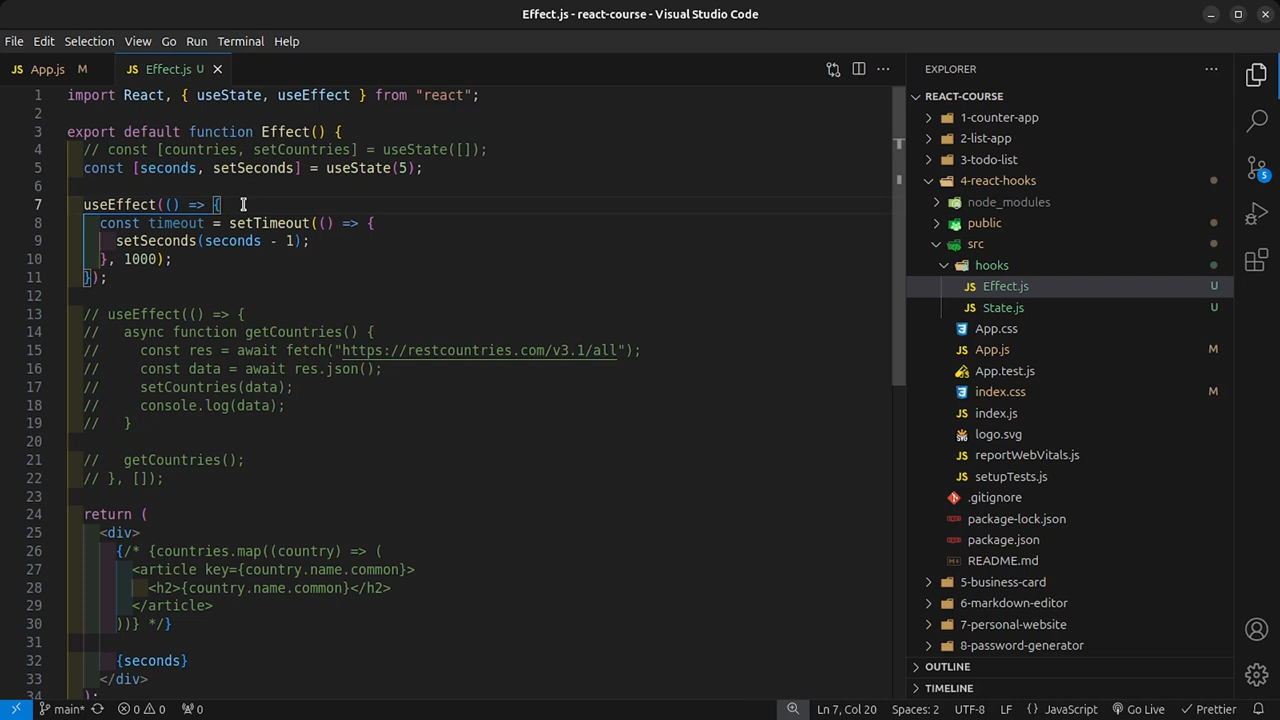 Effect.js - react-course - Visual Studio Code
File Edit Selection View Go Run Terminal Help
JS App.js M JS Effect.js U
1 import React, { useState, useEffect } from "react";
2
3 export default function Effect() {
4 // const [countries, setCountries] = useState([]);
5 const [seconds, setSeconds] = useState(5);
6
7 useEffect(() => {
8 const timeout = setTimeout(() => {
9 setSeconds(seconds - 1);
10 }, 1000);
11 });
12
13 // useEffect(() => {
14 // async function getCountries() {
15 // const res = await fetch("https://restcountries.com/v3.1/all");
16 // const data = await res.json();
17 // setCountries(data);
18 // console.log(data);
19 // }
20
21 // getCountries();
22 // }, []);
23
24 return (
25 <div>
26 {/* {countries.map((country) => (
27 <article key={country.name.common}>
28 <h2>{country.name.common}</h2>
29 </article>
30 ))} */}
31
32 {seconds}
33 </div>
34 );
EXPLORER
REACT-COURSE
1-counter-app
2-list-app
3-todo-list
4-react-hooks
node_modules
public
src
hooks
JS Effect.js U
JS State.js U
App.css
JS App.js M
App.test.js
index.css M
JS index.js
logo.svg
JS reportWebVitals.js
JS setupTests.js
.gitignore
package-lock.json
package.json
README.md
5-business-card
6-markdown-editor
7-personal-website
8-password-generator
OUTLINE
TIMELINE
5
main* 0 0 0 Ln 7, Col 20 Spaces: 2 UTF-8 LF {} JavaScript Go Live Prettier